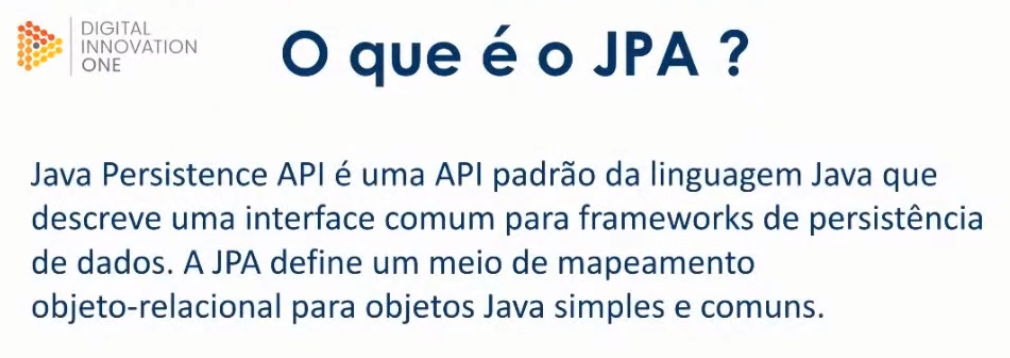 DIGITAL
INNOVATION
ONE
O que é o JPA ?
Java Persistence API é uma API padrão da linguagem Java que
descreve uma interface comum para frameworks de persistência
de dados. A JPA define um meio de mapeamento
objeto-relacional para objetos Java simples e comuns.